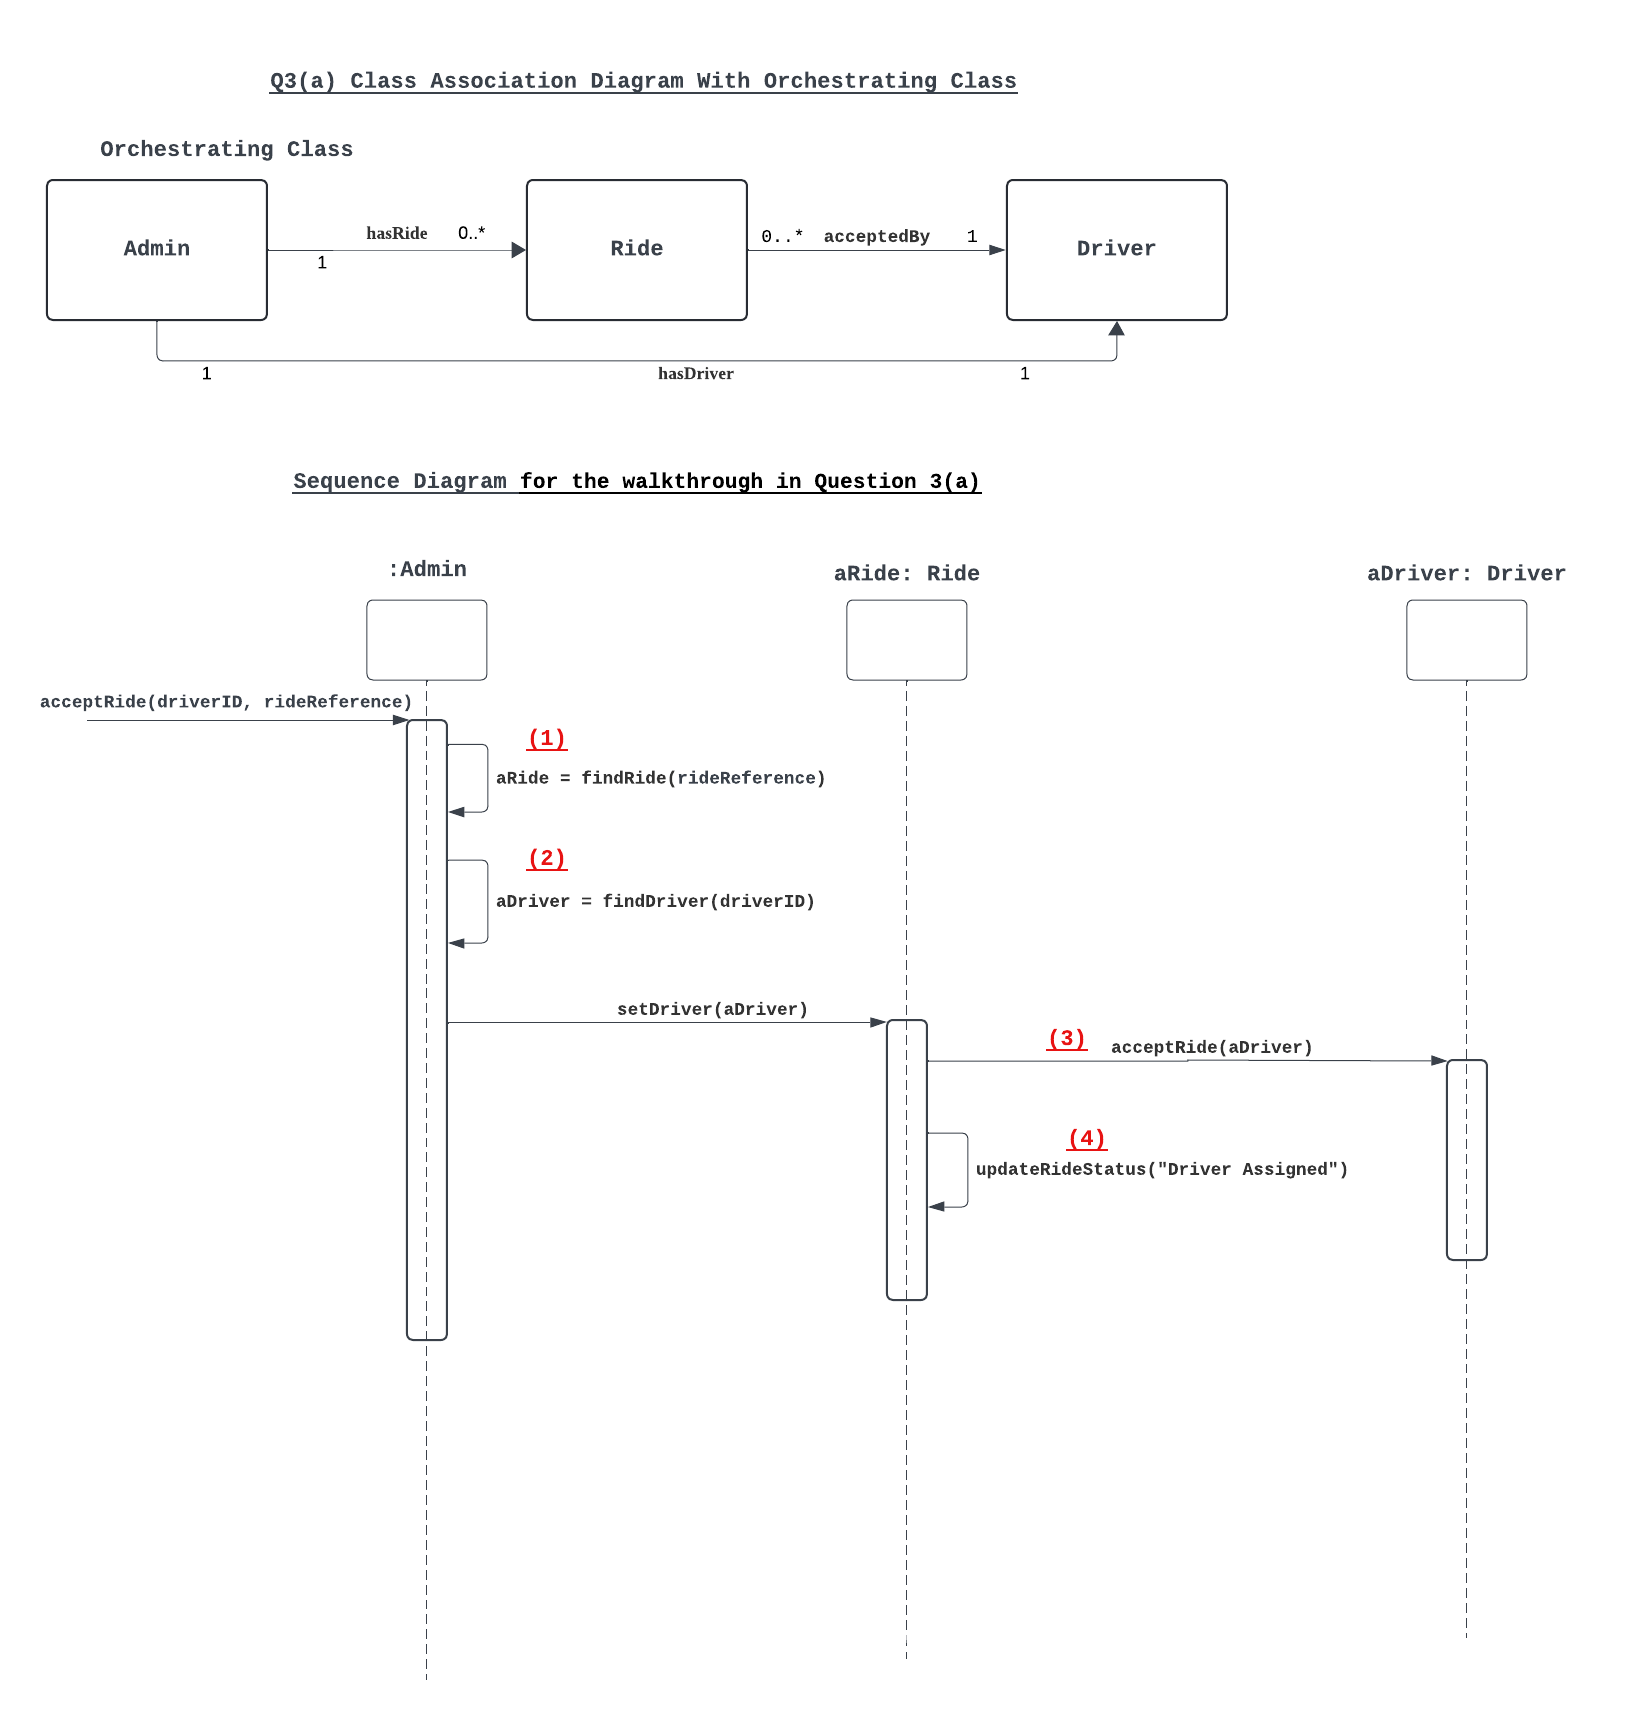 Q3(a) Class Association Diagram With Orchestrating Class
Orchestrating Class
Admin
1
hasRide
0..*
Ride
0..*
acceptedBy
1
Driver
1
hasDriver
1
Sequence Diagram for the walkthrough in Question 3(a)
:Admin
aRide: Ride
aDriver: Driver
acceptRide(driverID, rideReference)
(1)
aRide = findRide(rideReference)
(2)
aDriver = findDriver(driverID)
setDriver(aDriver)
(3)
acceptRide(aDriver)
(4)
updateRideStatus("Driver Assigned")